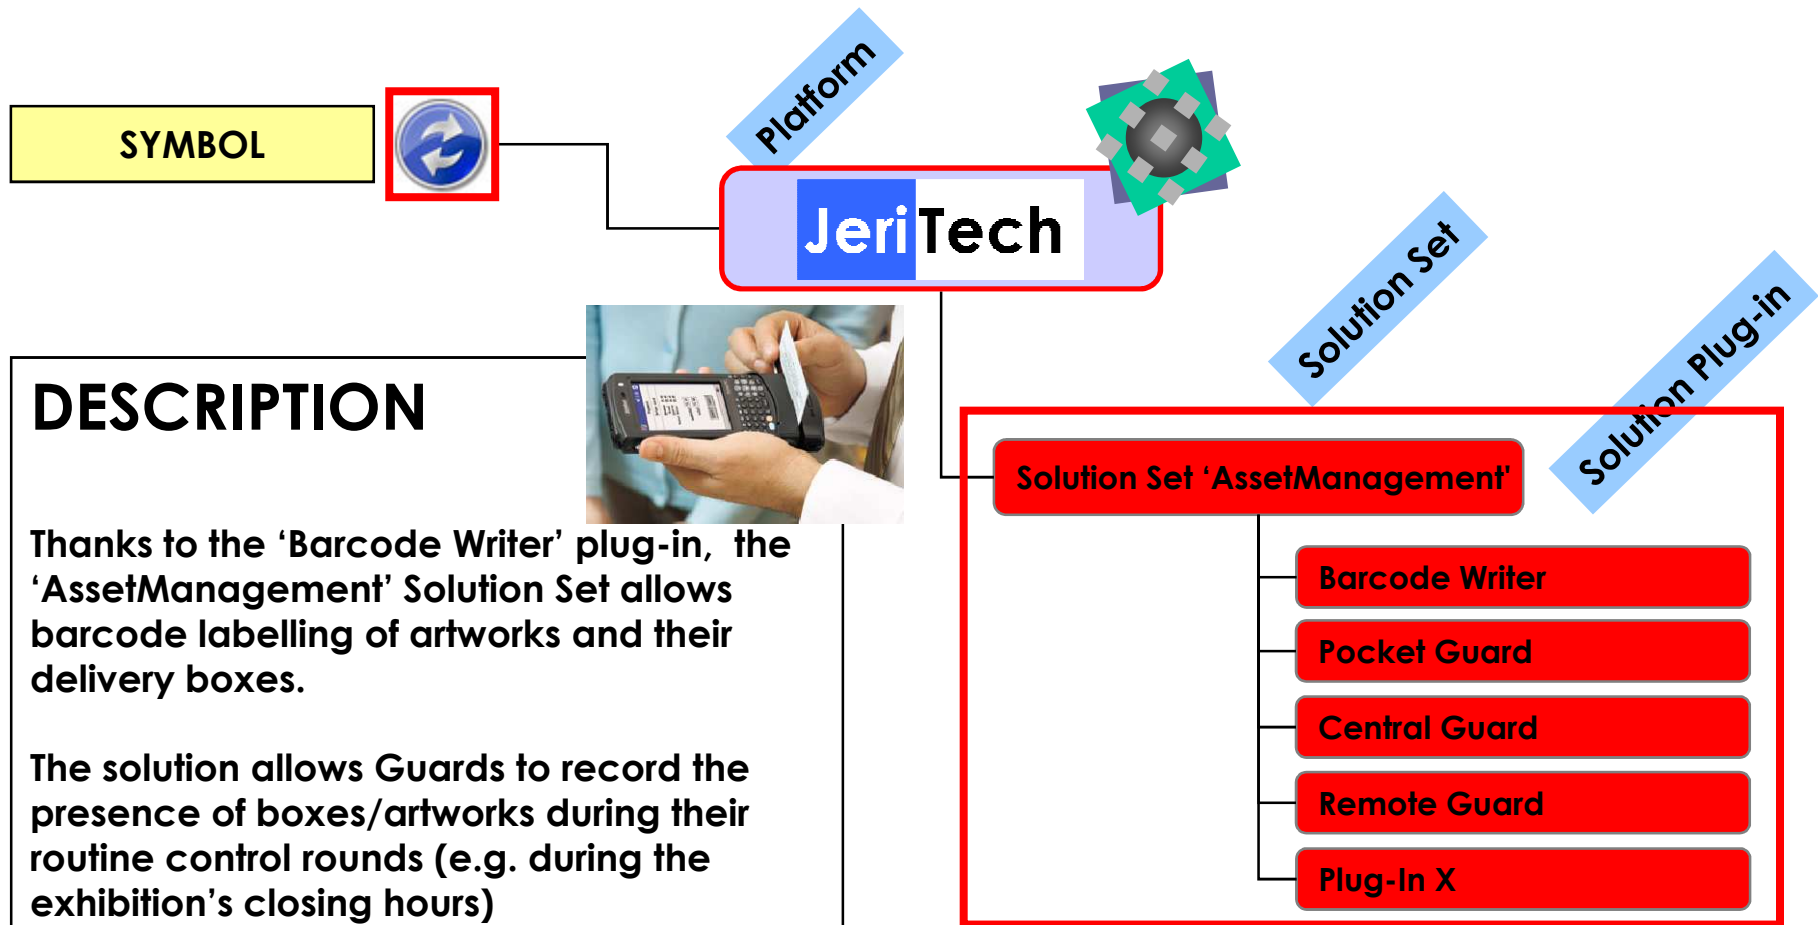 Platform
SYMBOL
JeriTech
Solution Set
Solution Plug-in
DESCRIPTION
Thanks to the ‘Barcode Writer’ plug-in,  the
‘AssetManagement’ Solution Set allows
barcode labelling of artworks and their
delivery boxes.
The solution allows Guards to record the
presence of boxes/artworks during their
routine control rounds (e.g. during the
exhibition’s closing hours)
Solution Set ‘AssetManagement'
Barcode Writer
Pocket Guard
Central Guard
Remote Guard
Plug-In X